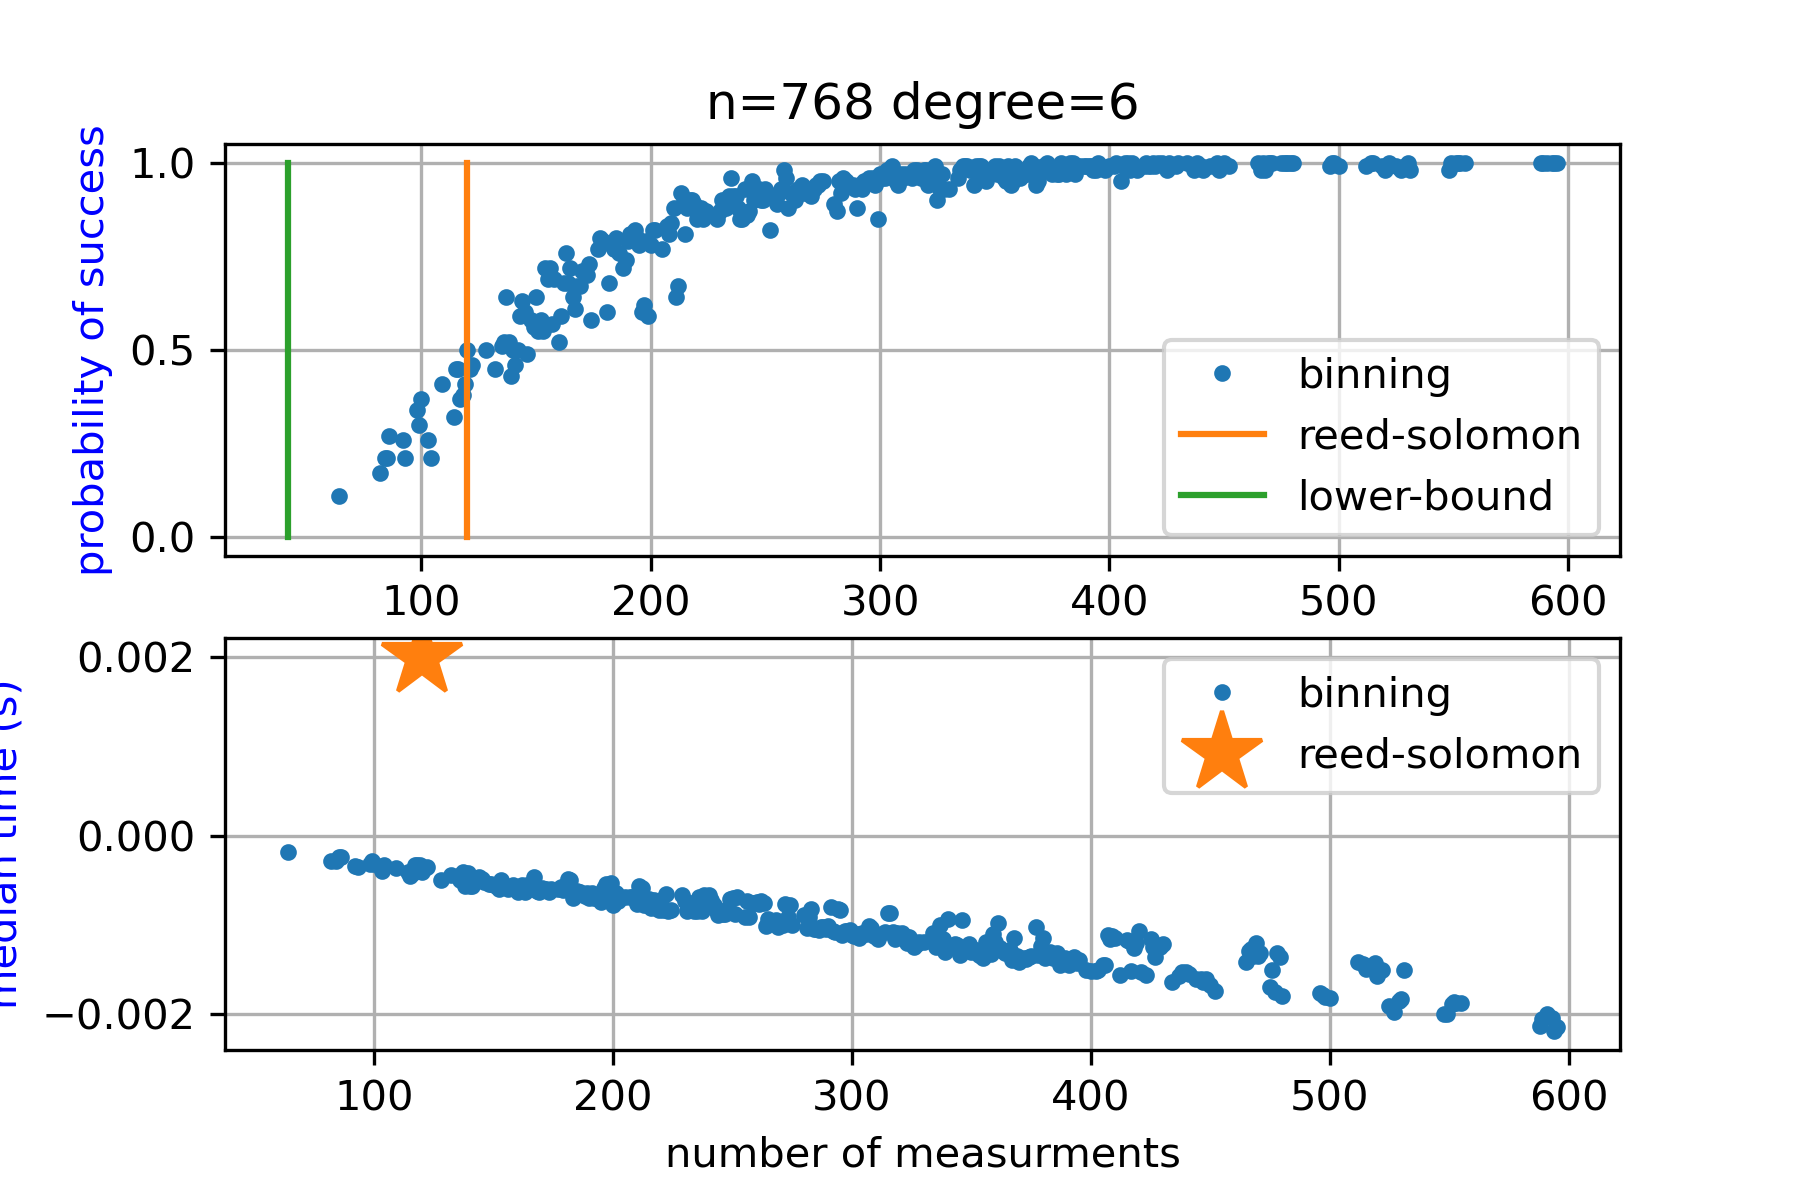 n=768 degree=6
probability of success
1.0
0.5
0.0
binning
reed-solomon
lower-bound
100 200 300 400 500 600
median time (s)
0.002
0.000
−0.002
binning
reed-solomon
100 200 300 400 500 600
number of measurments